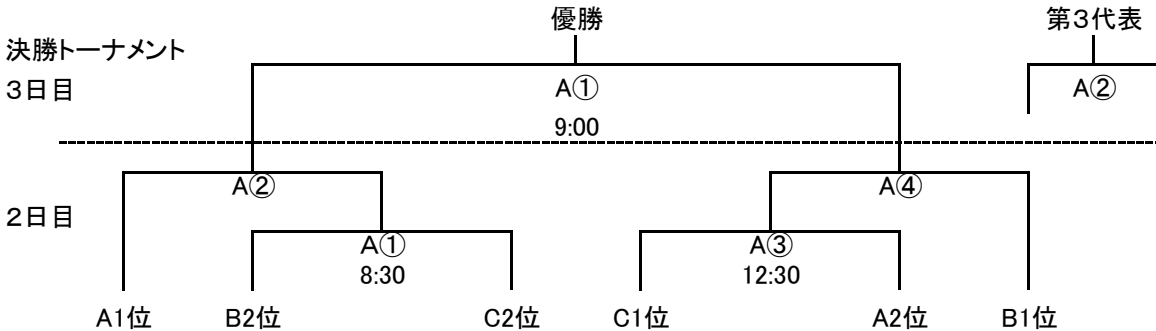 優勝
第３代表
決勝トーナメント
３日目
A①
A②
9:00
A②
A④
２日目
A①
A③
8:30
12:30
A1位
B2位
C2位
C1位
A2位
B1位